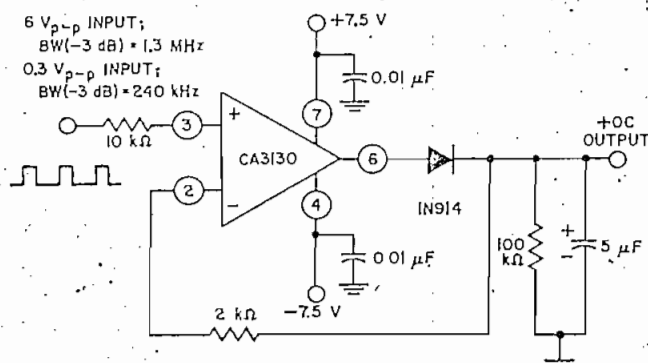 6 Vp-p INPUT;
BW(-3 dB) = 1.3 MHz
0.3 Vp-p INPUT;
BW(-3 dB) = 240 kHz
+7.5 V
0.01 μF
7
3
10 kΩ
+
CA3130
6
+DC
OUTPUT
2
-
4
1N914
0.01 μF
-7.5 V
100
kΩ
+
-
5 μF
2 kΩ